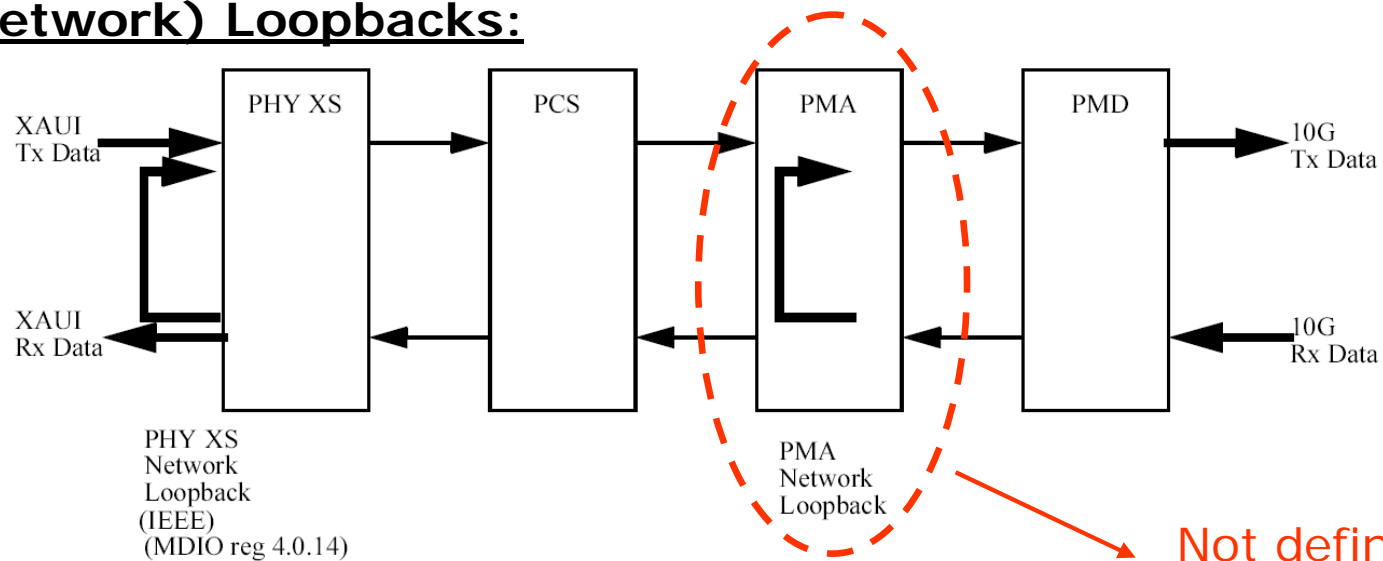 etwork) Loopbacks:
PHY XS
PCS
PMA
PMD
XAUI
Tx Data
10G
Tx Data
XAUI
Rx Data
10G
Rx Data
PHY XS
Network
Loopback
(IEEE)
(MDIO reg 4.0.14)
PMA
Network
Loopback
Not defin